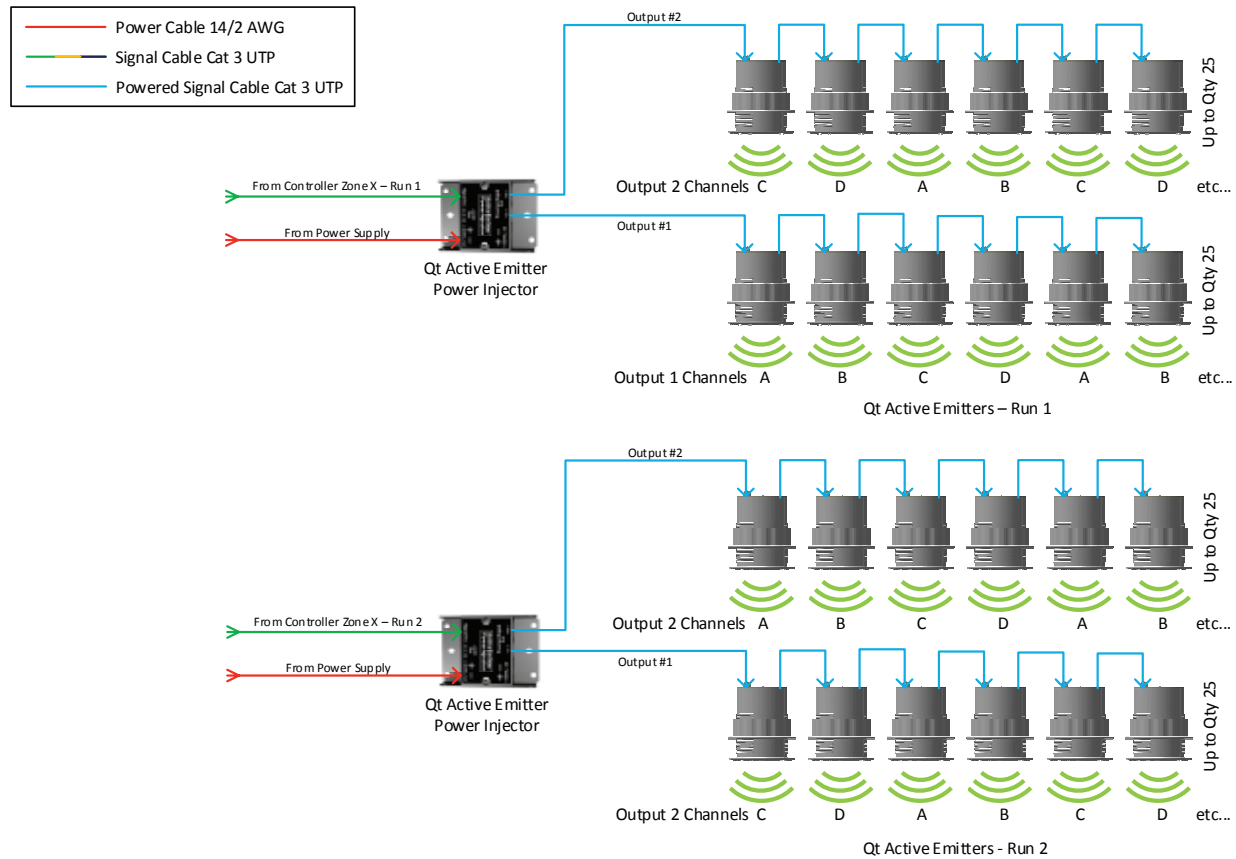 Power Cable 14/2 AWG
Signal Cable Cat 3 UTP
Powered Signal Cable Cat 3 UTP
Output #2
Up to Qty 25
From Controller Zone X – Run 1
Output 2 Channels C D A B C D etc...
From Power Supply
Output #1
Qt Active Emitter
Power Injector
Up to Qty 25
Output 1 Channels A B C D A B etc...
Qt Active Emitters – Run 1
Output #2
Up to Qty 25
From Controller Zone X – Run 2
Output 2 Channels A B C D A B etc...
From Power Supply
Output #1
Qt Active Emitter
Power Injector
Up to Qty 25
Output 2 Channels C D A B C D etc...
Qt Active Emitters - Run 2